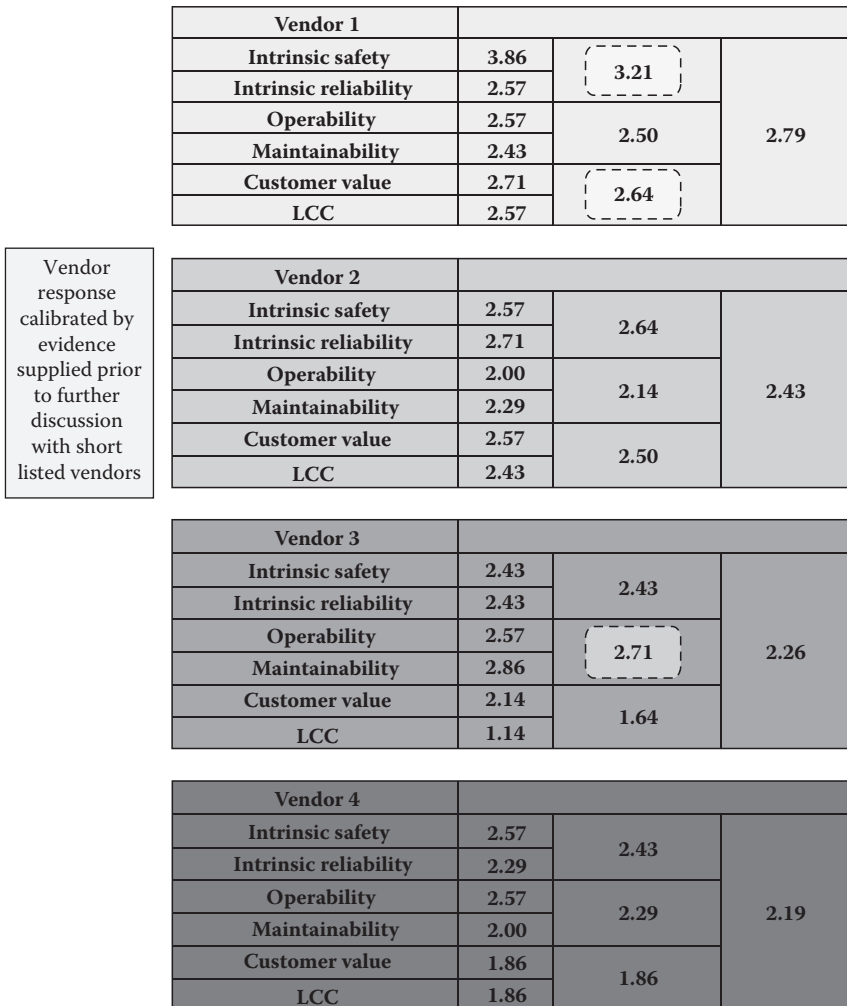 Vendor 1
Intrinsic safety 3.86 3.21
Intrinsic reliability 2.57
Operability 2.57 2.50 2.79
Maintainability 2.43
Customer value 2.71 2.64
LCC 2.57
Vendor
response
calibrated by
evidence
supplied prior
to further
discussion
with short
listed vendors
Vendor 2
Intrinsic safety 2.57 2.64
Intrinsic reliability 2.71
Operability 2.00 2.14 2.43
Maintainability 2.29
Customer value 2.57 2.50
LCC 2.43
Vendor 3
Intrinsic safety 2.43 2.43
Intrinsic reliability 2.43
Operability 2.57 2.71 2.26
Maintainability 2.86
Customer value 2.14 1.64
LCC 1.14
Vendor 4
Intrinsic safety 2.57 2.43
Intrinsic reliability 2.29
Operability 2.57 2.29 2.19
Maintainability 2.00
Customer value 1.86 1.86
LCC 1.86